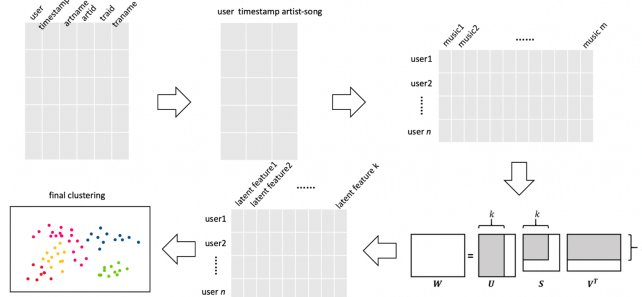 user
timestamp
artname
artid
traid
traname
user timestamp artist-song
music1
music2
......
music m
user1
user2
......
user n
final clustering
latent feature1
latent feature2
......
latent feature k
user1
user2
......
user n
k
k
W = U S V^T